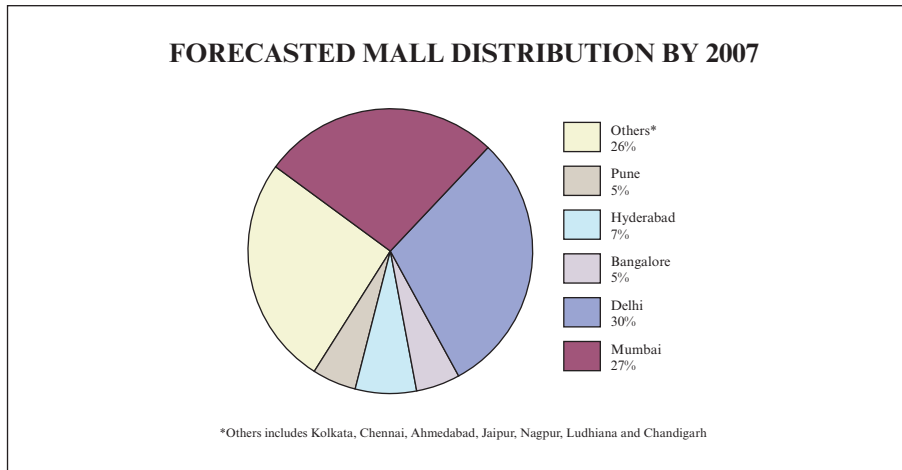 FORECASTED MALL DISTRIBUTION BY 2007
Others*
26%
Pune
5%
Hyderabad
7%
Bangalore
5%
Delhi
30%
Mumbai
27%
*Others includes Kolkata, Chennai, Ahmedabad, Jaipur, Nagpur, Ludhiana and Chandigarh